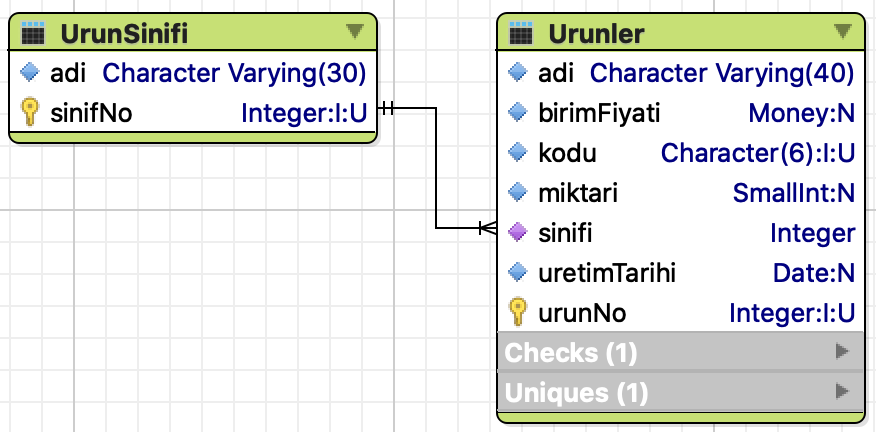 UrunSinifi
adi Character Varying(30)
sinifNo Integer:I:U
Urunler
adi Character Varying(40)
birimFiyati Money:N
kodu Character(6):I:U
miktari SmallInt:N
sinifi Integer
uretimTarihi Date:N
urunNo Integer:I:U
Checks (1)
Uniques (1)